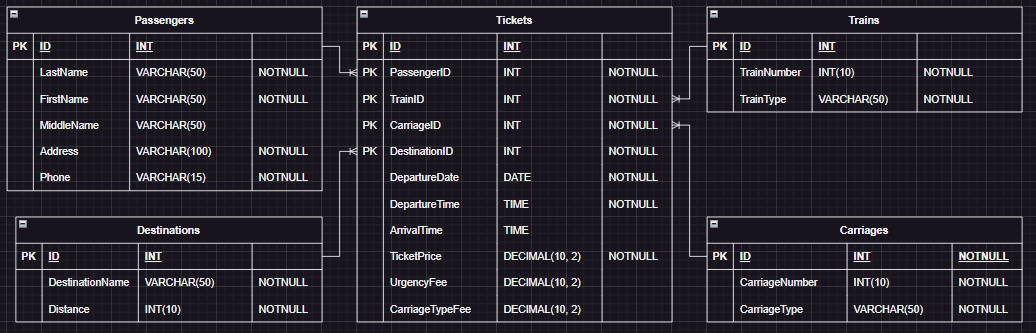 Passengers
PK ID INT
LastName VARCHAR(50) NOTNULL
FirstName VARCHAR(50) NOTNULL
MiddleName VARCHAR(50)
Address VARCHAR(100) NOTNULL
Phone VARCHAR(15) NOTNULL
Destinations
PK ID INT
DestinationName VARCHAR(50) NOTNULL
Distance INT(10) NOTNULL
Tickets
PK ID INT
PK PassengerID INT NOTNULL
PK TrainID INT NOTNULL
PK CarriageID INT NOTNULL
PK DestinationID INT NOTNULL
DepartureDate DATE NOTNULL
DepartureTime TIME NOTNULL
ArrivalTime TIME
TicketPrice DECIMAL(10, 2) NOTNULL
UrgencyFee DECIMAL(10, 2)
CarriageTypeFee DECIMAL(10, 2)
Trains
PK ID INT
TrainNumber INT(10) NOTNULL
TrainType VARCHAR(50) NOTNULL
Carriages
PK ID INT NOTNULL
CarriageNumber INT(10) NOTNULL
CarriageType VARCHAR(50) NOTNULL